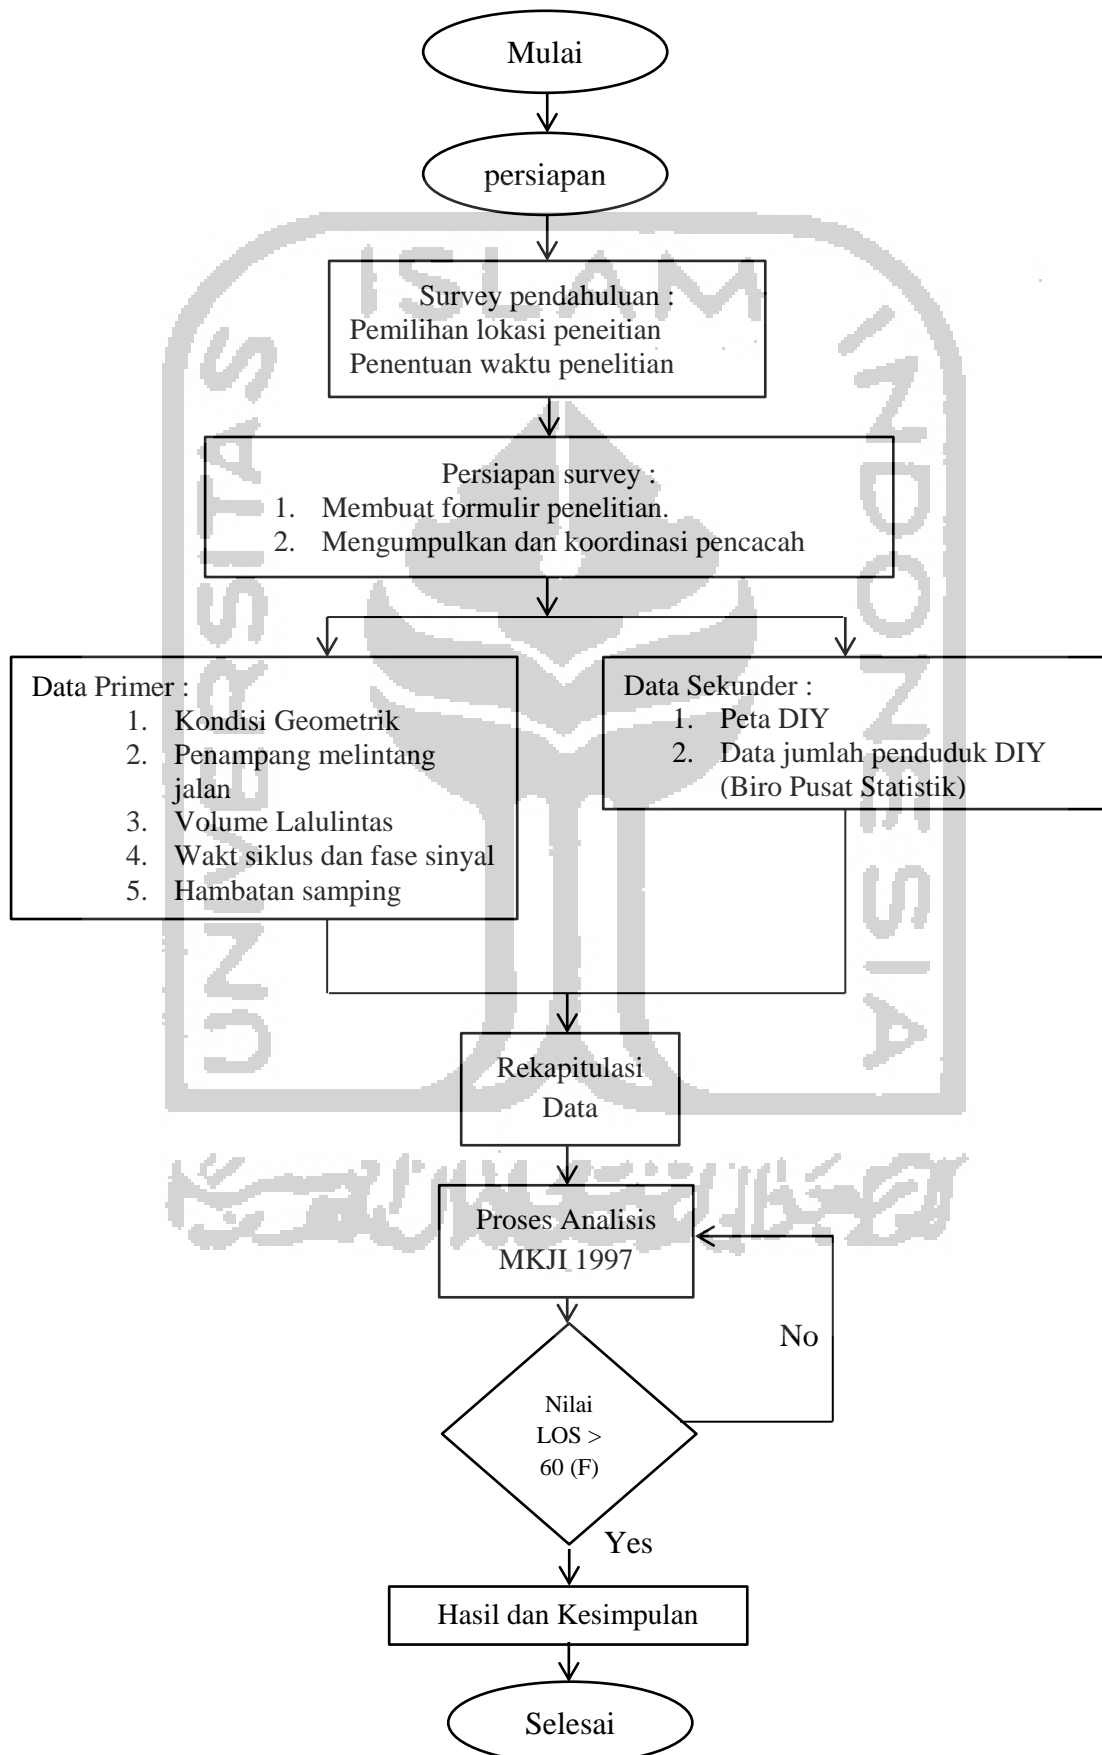 Mulai
persiapan
Survey pendahuluan :
Pemilihan lokasi peneitian
Penentuan waktu penelitian
Persiapan survey :
1. Membuat formulir penelitian.
2. Mengumpulkan dan koordinasi pencacah
Data Primer :
1. Kondisi Geometrik
2. Penampang melintang
jalan
3. Volume Lalulintas
4. Wakt siklus dan fase sinyal
5. Hambatan samping
Data Sekunder :
1. Peta DIY
2. Data jumlah penduduk DIY
(Biro Pusat Statistik)
Rekapitulasi
Data
Proses Analisis
MKJI 1997
No
Nilai
LOS >
60 (F)
Yes
Hasil dan Kesimpulan
Selesai
UNIVERSITAS
ISLAM
INDONESIA